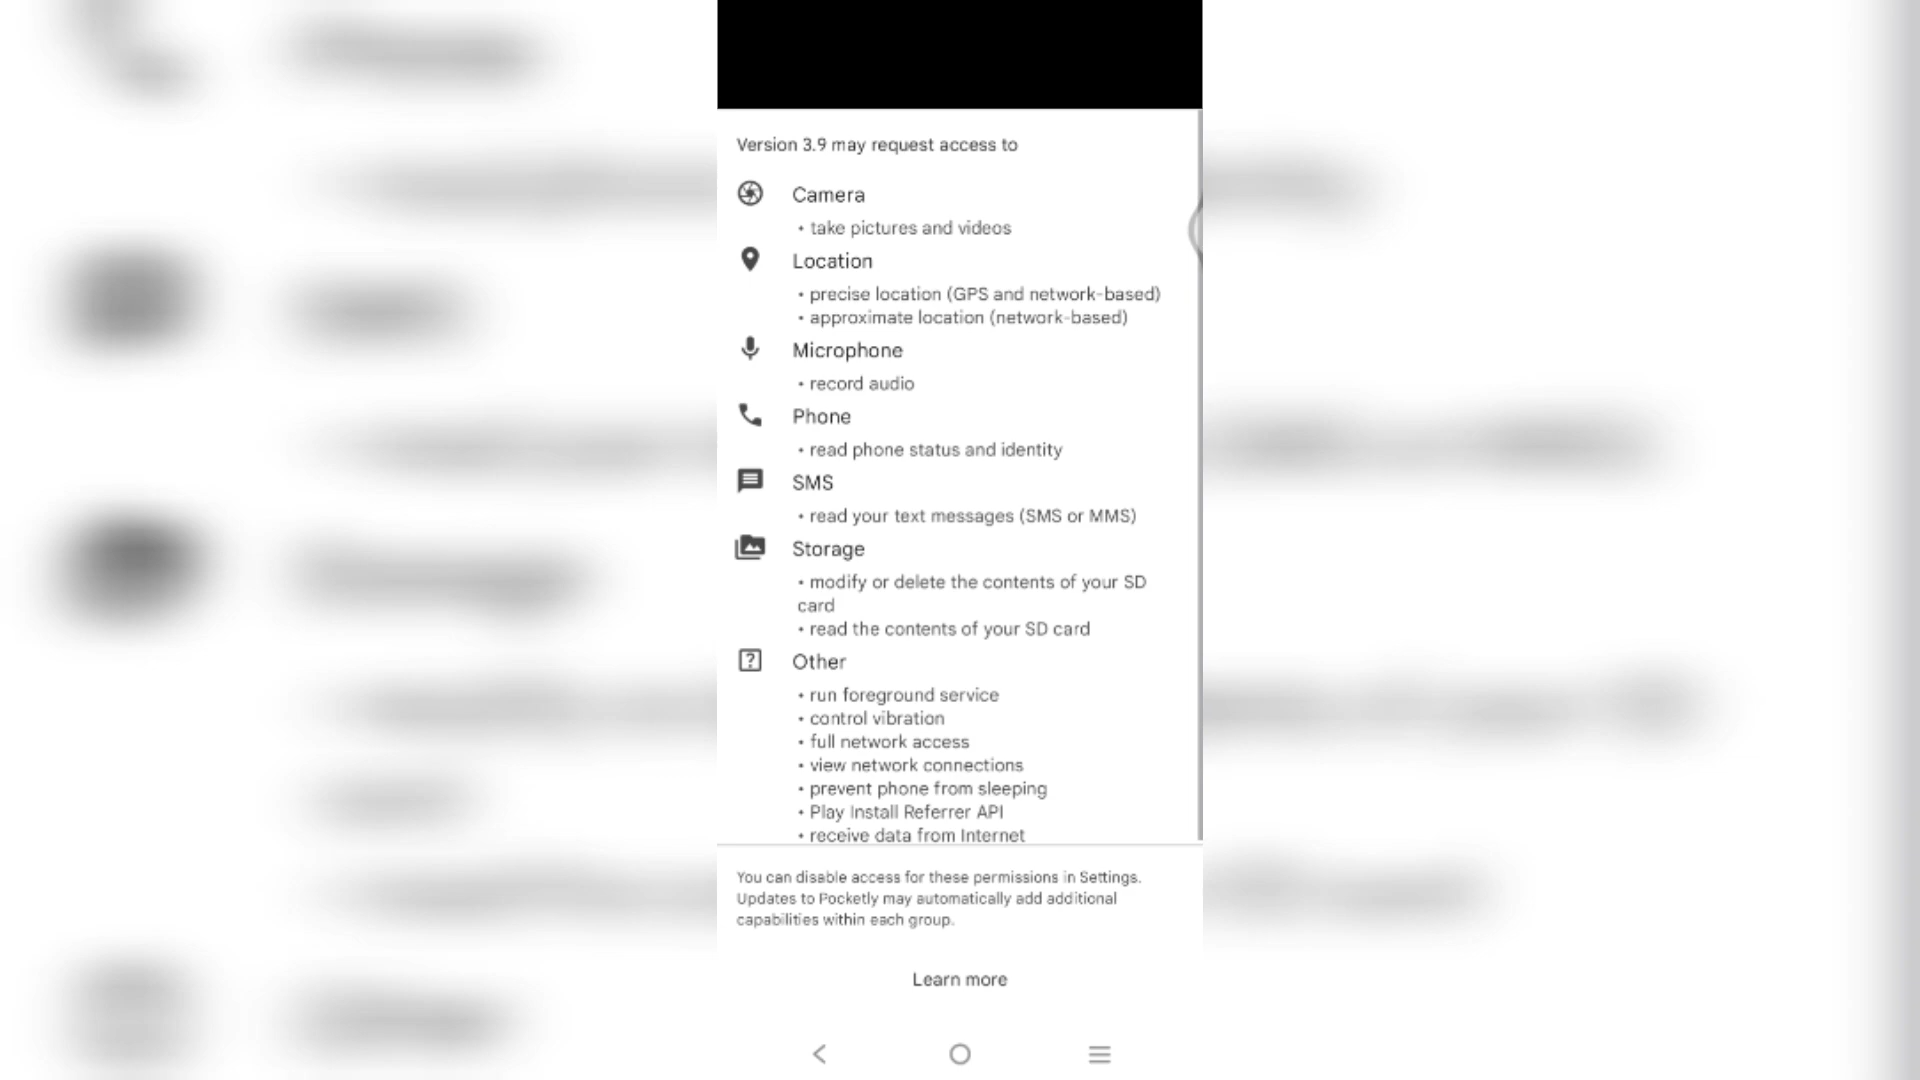 Version 3.9 may request access to
Camera
• take pictures and videos
Location
• precise location (GPS and network-based)
• approximate location (network-based)
Microphone
• record audio
Phone
• read phone status and identity
SMS
• read your text messages (SMS or MMS)
Storage
• modify or delete the contents of your SD
card
• read the contents of your SD card
Other
• run foreground service
• control vibration
• full network access
• view network connections
• prevent phone from sleeping
• Play Install Referrer API
• receive data from Internet
You can disable access for these permissions in Settings.
Updates to Pocketly may automatically add additional
capabilities within each group.
Learn more